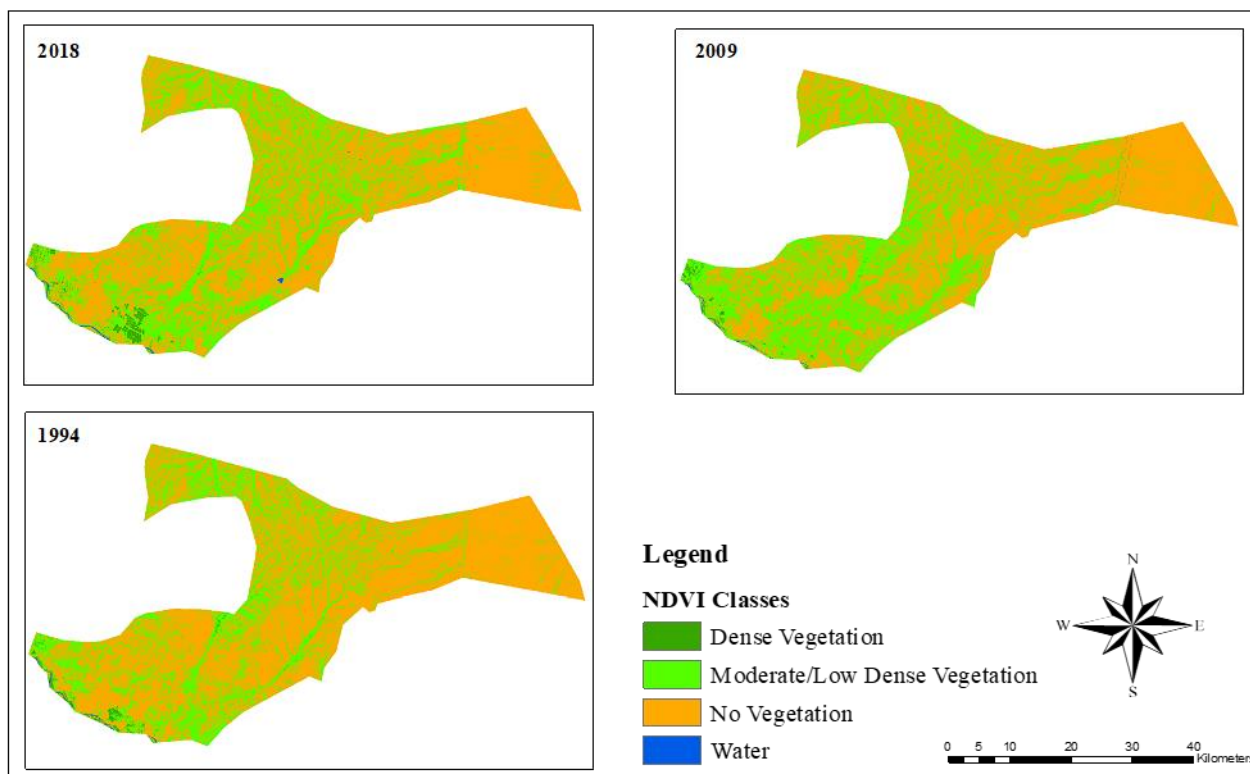 2018
2009
1994
Legend
NDVI Classes
Dense Vegetation
Moderate/Low Dense Vegetation
No Vegetation
Water
N
W E
S
0 5 10 20 30 40
Kilometers